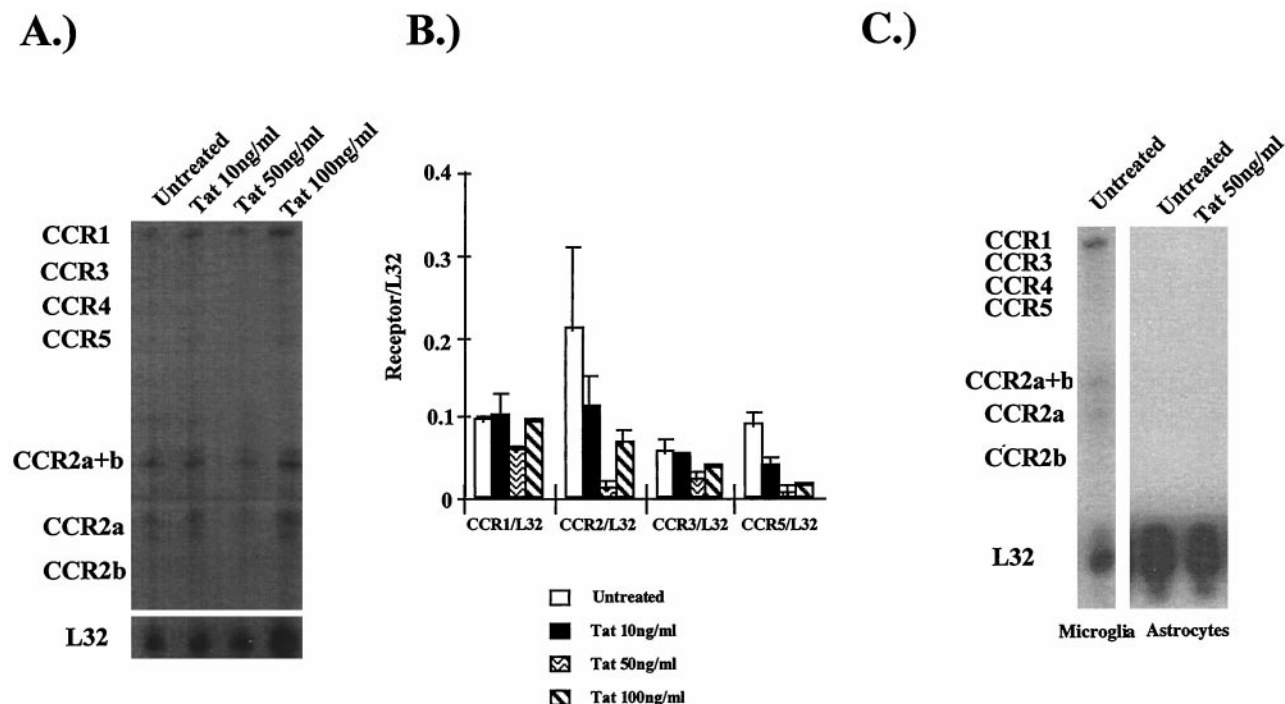 A.)
Untreated
Tat 10ng/ml
Tat 50ng/ml
Tat 100ng/ml
CCR1
CCR3
CCR4
CCR5
CCR2a+b
CCR2a
CCR2b
L32
B.)
Receptor/L32
0.4
0.3
0.2
0.1
0
CCR1/L32 CCR2/L32 CCR3/L32 CCR5/L32
Untreated
Tat 10ng/ml
Tat 50ng/ml
Tat 100ng/ml
C.)
Untreated
Untreated
Tat 50ng/ml
CCR1
CCR3
CCR4
CCR5
CCR2a+b
CCR2a
CCR2b
L32
Microglia Astrocytes